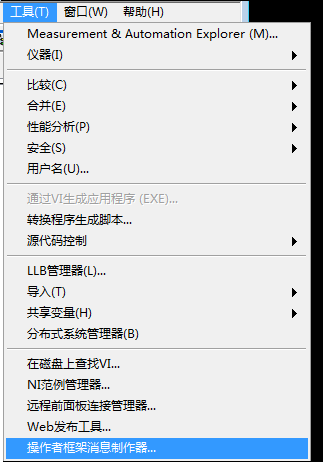 工具(T) 窗口(W) 帮助(H)
Measurement & Automation Explorer (M)...
仪器(I)
比较(C)
合并(E)
性能分析(P)
安全(S)
用户名(U)...
通过VI生成应用程序 (EXE)...
转换程序生成脚本...
源代码控制
LLB管理器(L)...
导入(T)
共享变量(H)
分布式系统管理器(B)
在磁盘上查找VI...
NI范例管理器...
远程前面板连接管理器...
Web发布工具...
操作者框架消息制作器...